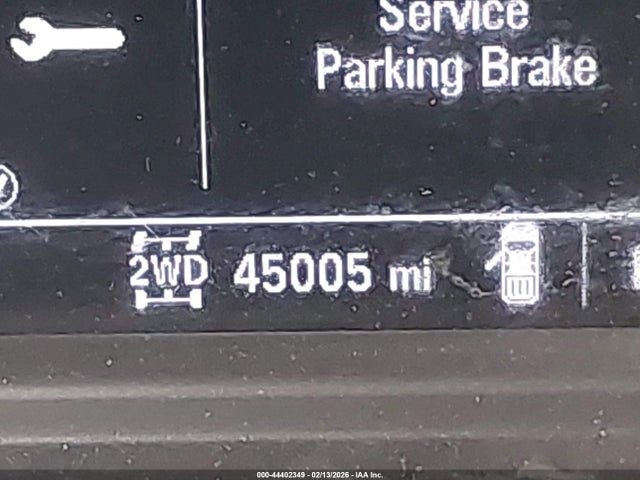 Service
Parking Brake
2WD 45005 mi
000-44402349 - 02/13/2026 - IAA Inc.